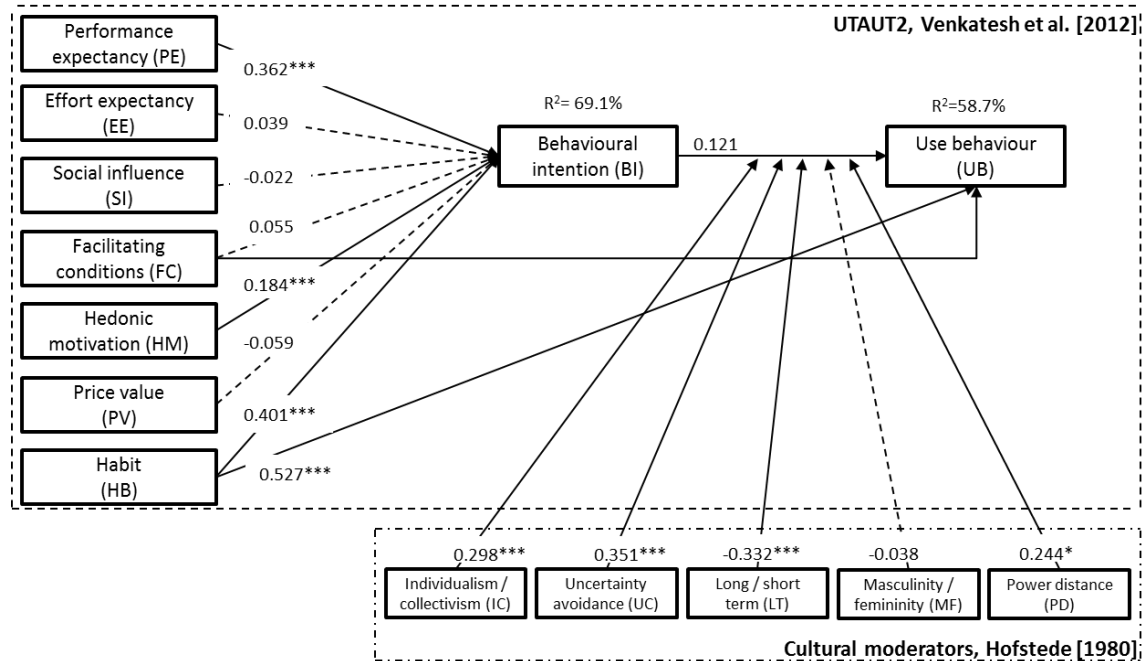 UTAUT2, Venkatesh et al. [2012]
Performance
expectancy (PE)
0.362***
Effort expectancy
(EE)
0.039
Social influence
(SI)
-0.022
Facilitating
conditions (FC)
0.055
Hedonic
motivation (HM)
0.184***
Price value
(PV)
-0.059
Habit
(HB)
0.401***
0.527***
R²= 69.1%
Behavioural
intention (BI)
0.121
R²=58.7%
Use behaviour
(UB)
0.298***
Individualism /
collectivism (IC)
0.351***
Uncertainty
avoidance (UC)
-0.332***
Long / short
term (LT)
-0.038
Masculinity /
femininity (MF)
0.244*
Power distance
(PD)
Cultural moderators, Hofstede [1980]